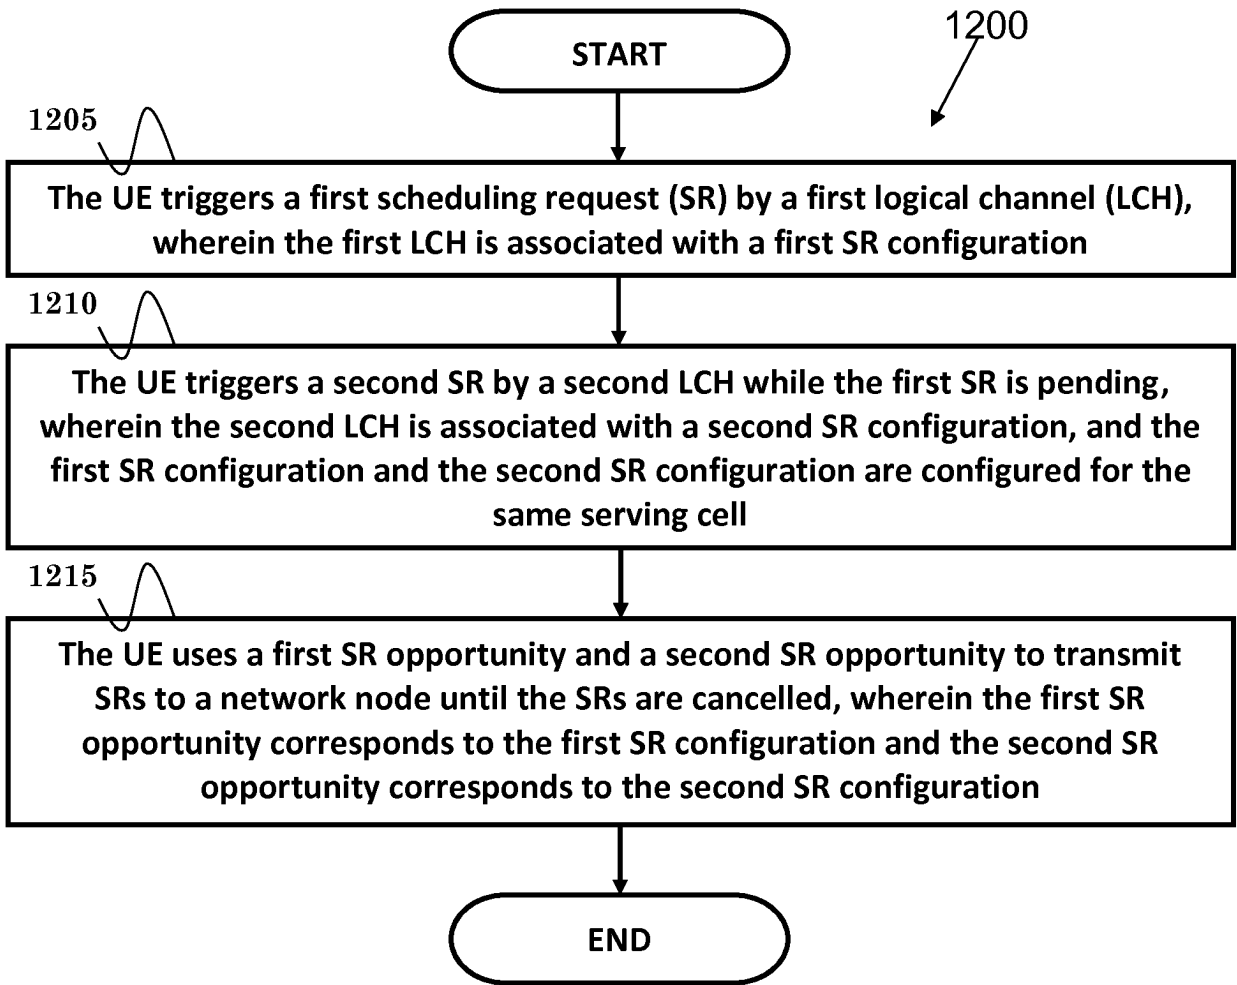 START
1200
1205
The UE triggers a first scheduling request (SR) by a first logical channel (LCH),
wherein the first LCH is associated with a first SR configuration
1210
The UE triggers a second SR by a second LCH while the first SR is pending,
wherein the second LCH is associated with a second SR configuration, and the
first SR configuration and the second SR configuration are configured for the
same serving cell
1215
The UE uses a first SR opportunity and a second SR opportunity to transmit
SRs to a network node until the SRs are cancelled, wherein the first SR
opportunity corresponds to the first SR configuration and the second SR
opportunity corresponds to the second SR configuration
END